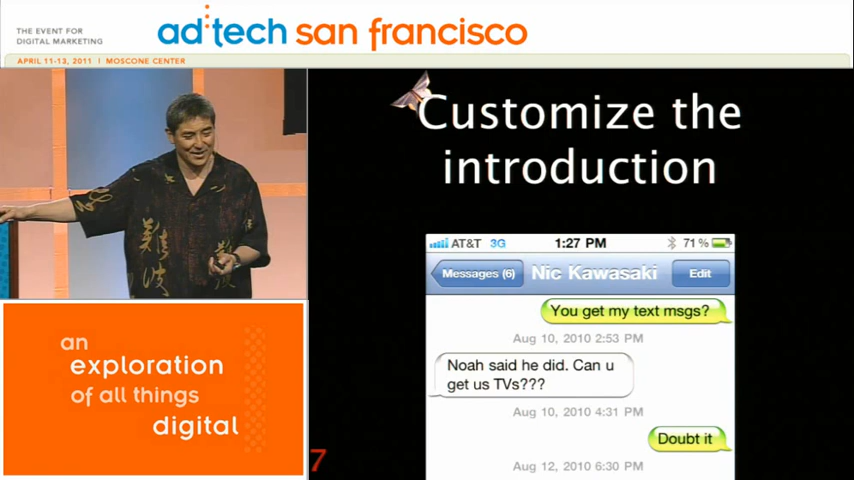 THE EVENT FOR
DIGITAL MARKETING
ad:tech san francisco
APRIL 11-13, 2011 | MOSCONE CENTER
Customize the
introduction
AT&T 3G 1:27 PM 71%
Messages (6) Nic Kawasaki Edit
You get my text msgs?
Aug 10, 2010 2:53 PM
Noah said he did. Can u
get us TVs???
Aug 10, 2010 4:31 PM
Doubt it
Aug 12, 2010 6:30 PM
an
exploration
of all things
digital
7